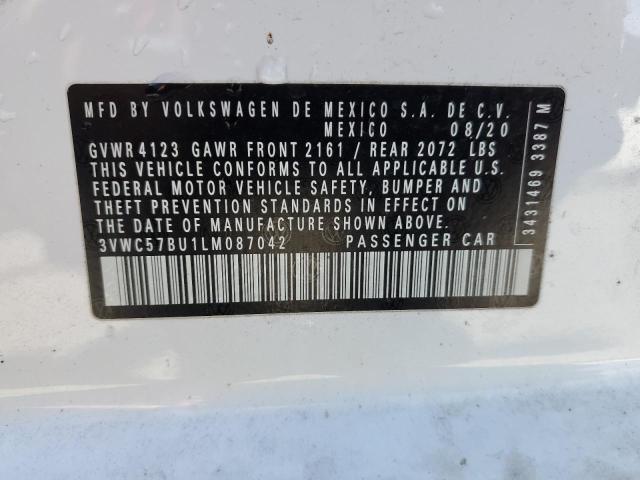 MFD BY VOLKSWAGEN DE MEXICO S.A. DE C.V.
MEXICO 08/20
GVWR 4123 GAWR FRONT 2161 / REAR 2072 LBS
THIS VEHICLE CONFORMS TO ALL APPLICABLE U.S.
FEDERAL MOTOR VEHICLE SAFETY, BUMPER AND
THEFT PREVENTION STANDARDS IN EFFECT ON
THE DATE OF MANUFACTURE SHOWN ABOVE.
3VWC57BU1LM087042 PASSENGER CAR
3431469 3387 M